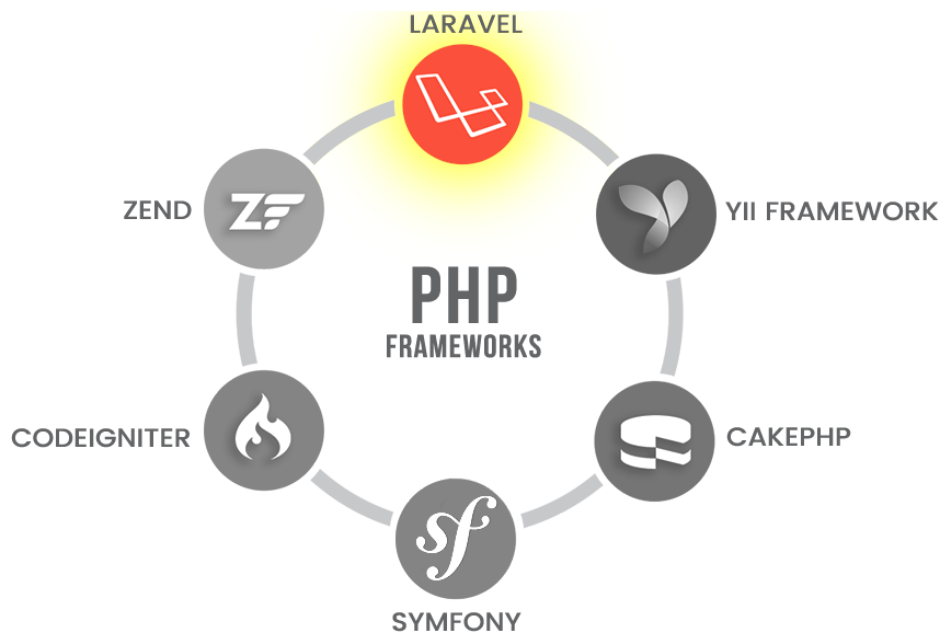 LARAVEL
ZEND
YII FRAMEWORK
PHP
FRAMEWORKS
CODEIGNITER
CAKEPHP
SYMFONY